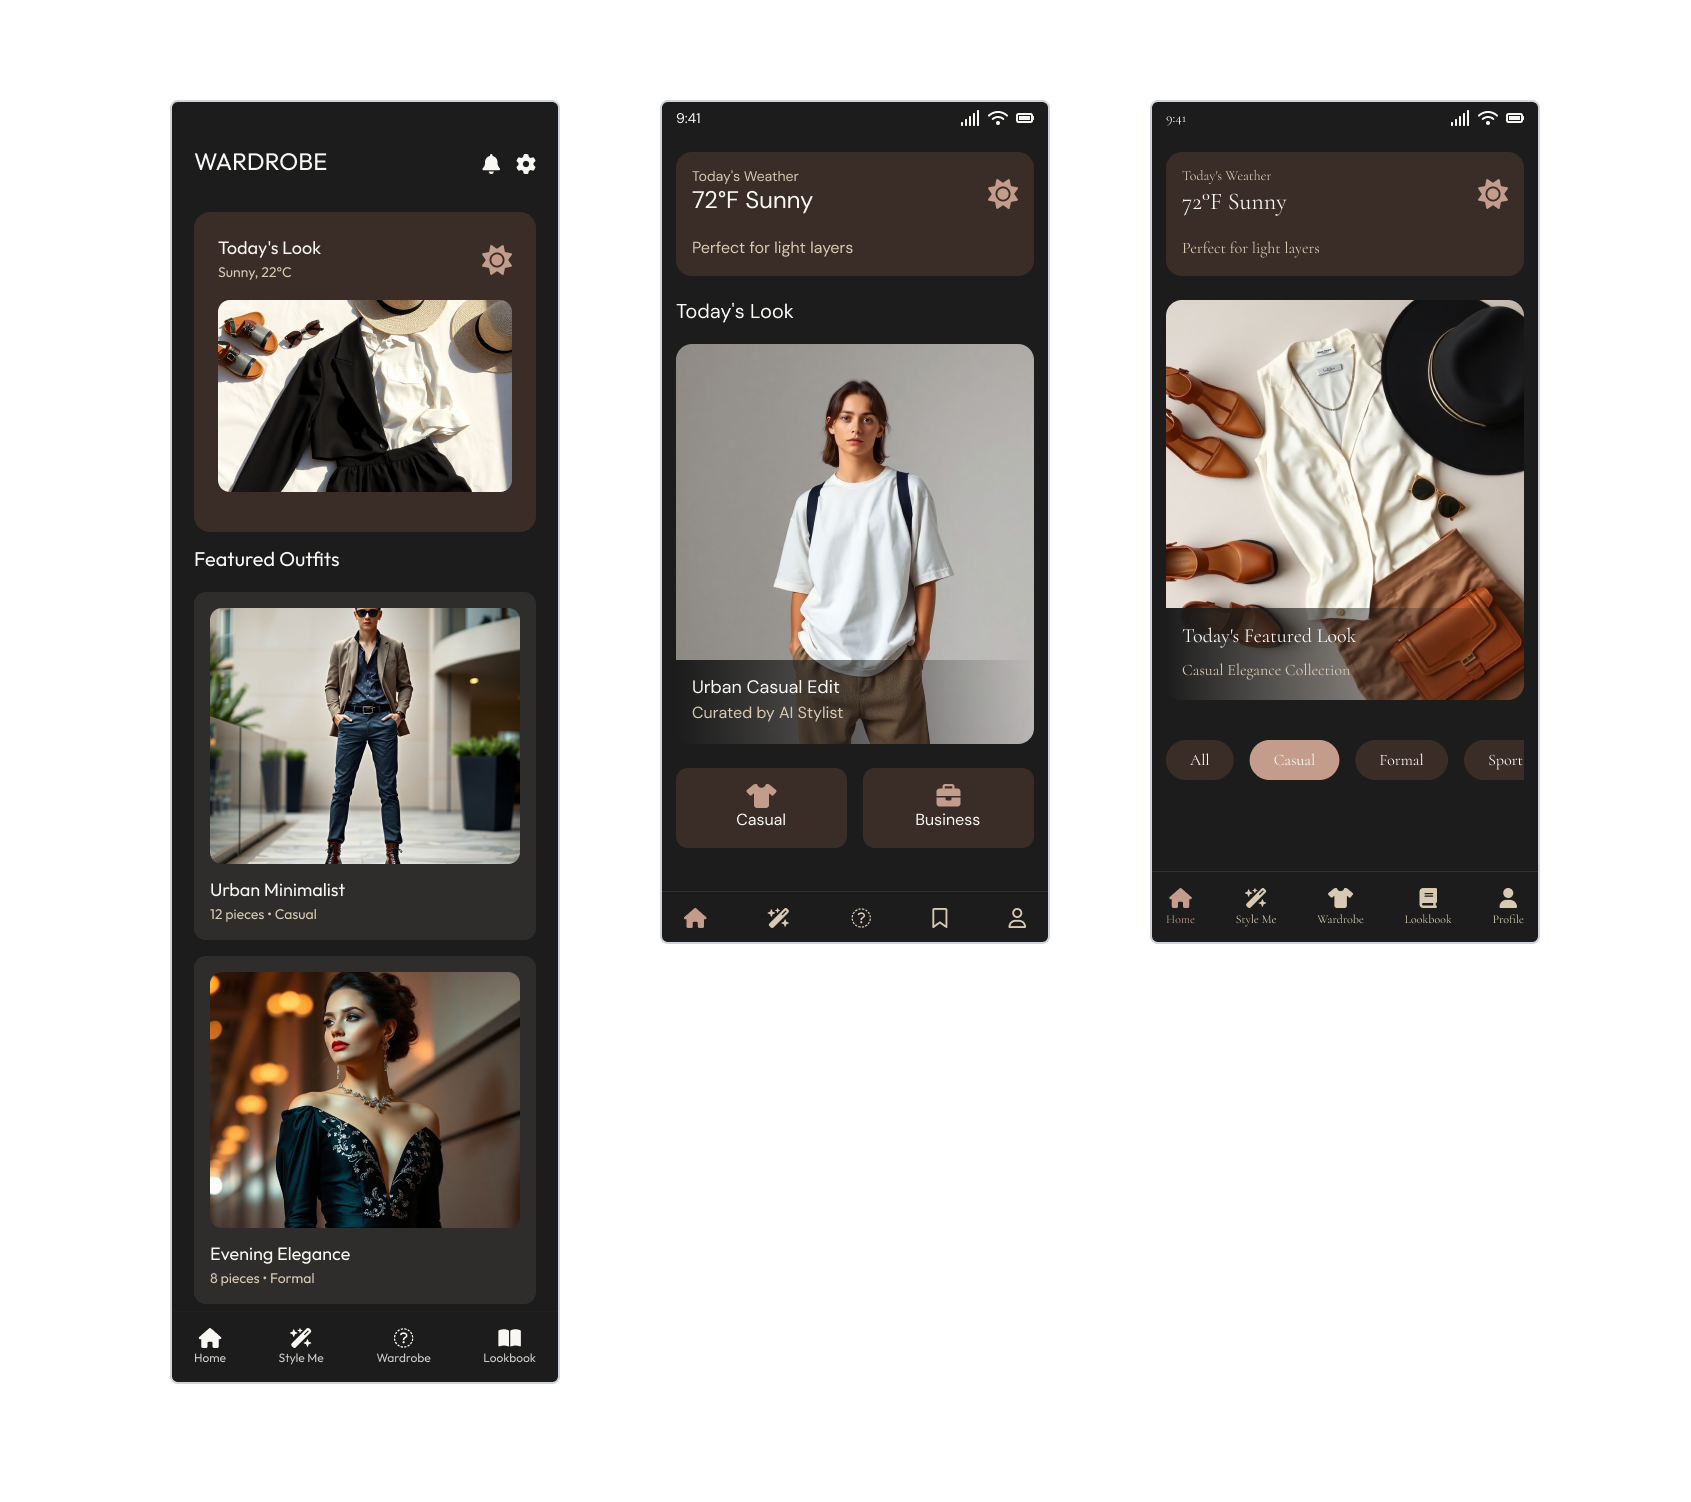 WARDROBE
Today's Look
Sunny, 22°C
Featured Outfits
Urban Minimalist
12 pieces • Casual
Evening Elegance
8 pieces • Formal
Home Style Me Wardrobe Lookbook
9:41
Today's Weather
72°F Sunny
Perfect for light layers
Today's Look
Urban Casual Edit
Curated by AI Stylist
Casual Business
9:41
Today's Weather
72°F Sunny
Perfect for light layers
Today's Featured Look
Casual Elegance Collection
All Casual Formal Sport
Home Style Me Wardrobe Lookbook Profile